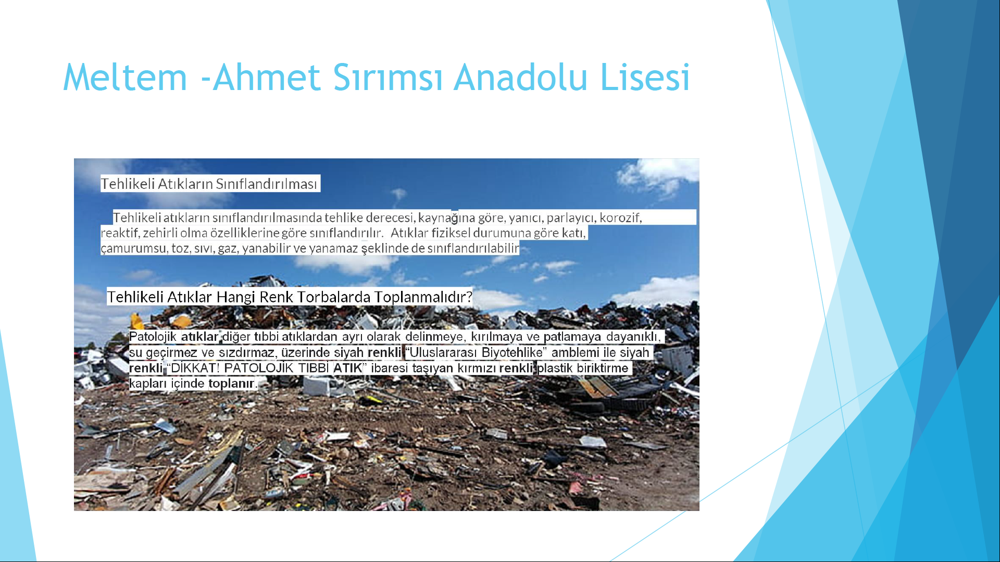 Meltem -Ahmet Sırımsı Anadolu Lisesi
Tehlikeli Atıkların Sınıflandırılması
Tehlikeli atıkların sınıflandırılmasında tehlike derecesi, kaynağına göre, yanıcı, parlayıcı, korozif,
reaktif, zehirli olma özelliklerine göre sınıflandırılır. Atıklar fiziksel durumuna göre katı,
çamurumsu, toz, sıvı, gaz, yanabilir ve yanamaz şeklinde de sınıflandırılabilir
Tehlikeli Atıklar Hangi Renk Torbalarda Toplanmalıdır?
Patolojik atıklar diğer tıbbi atıklardan ayrı olarak delinmeye, kırılmaya ve patlamaya dayanıklı,
su geçirmez ve sızdırmaz, üzerinde siyah renkli “Uluslararası Biyotehlike” amblemi ile siyah
renkli “DİKKAT! PATOLOJİK TIBBİ ATIK” ibaresi taşıyan kırmızı renkli plastik biriktirme
kapları içinde toplanır.